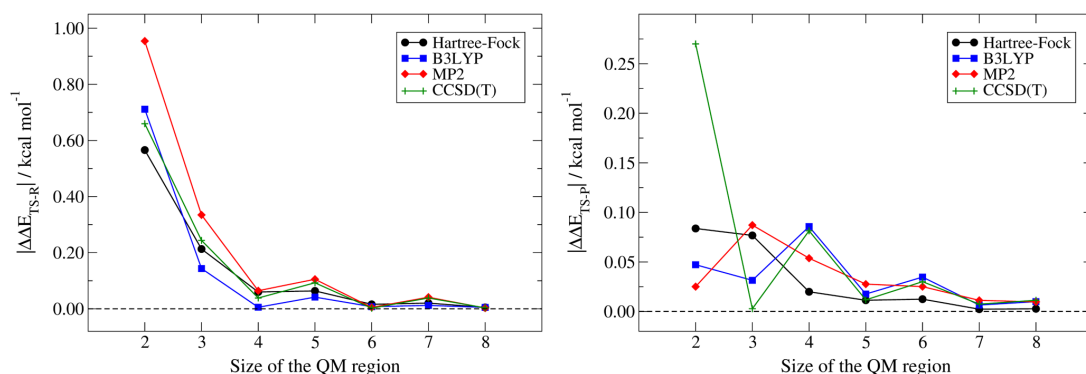 1.00
0.80
0.60
0.40
0.20
0.00
|ΔΔE_TS-R| / kcal mol⁻¹
2 3 4 5 6 7 8
Size of the QM region
Hartree-Fock
B3LYP
MP2
CCSD(T)
0.25
0.20
0.15
0.10
0.05
0.00
|ΔΔE_TS-P| / kcal mol⁻¹
2 3 4 5 6 7 8
Size of the QM region
Hartree-Fock
B3LYP
MP2
CCSD(T)